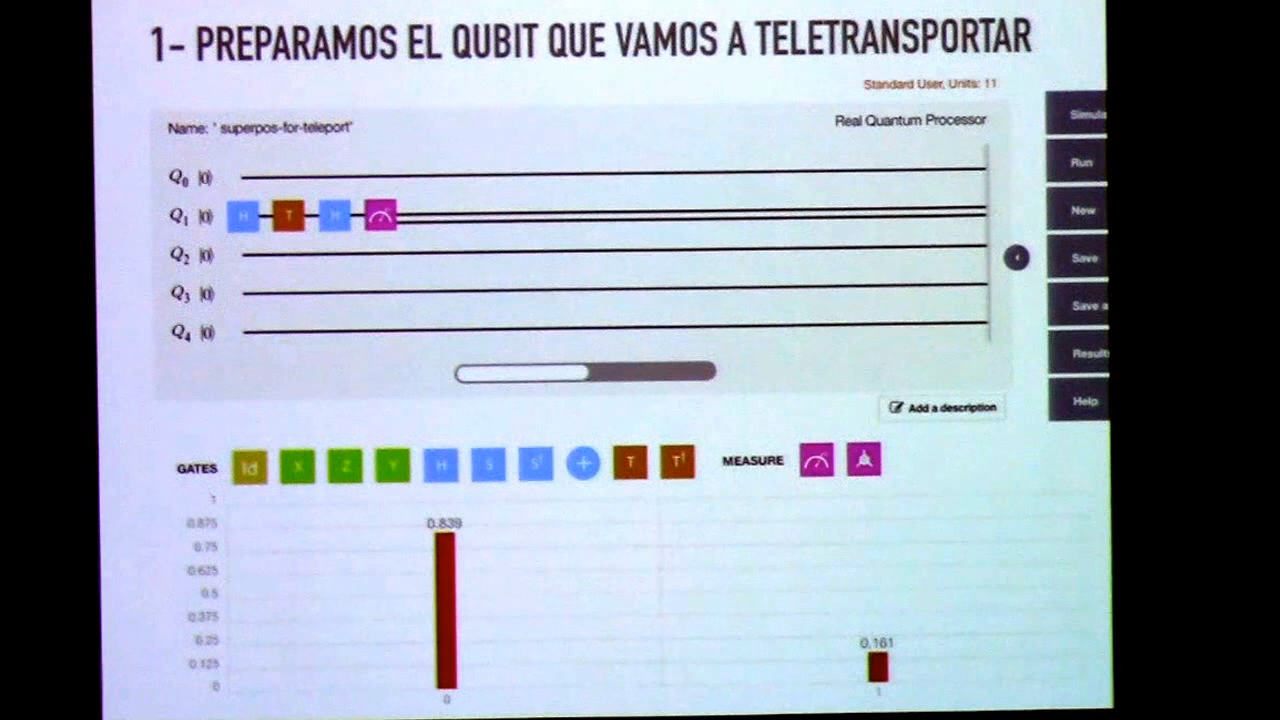 1- PREPARAMOS EL QUBIT QUE VAMOS A TELETRANSPORTAR
Standard User, Units: 11
Name: ' superpos-for-teleport'
Real Quantum Processor
Simula
Q0 |0⟩
Run
Q1 |0⟩ H T H
New
Q2 |0⟩
Save
Q3 |0⟩
Save a
Q4 |0⟩
Result
Help
Add a description
GATES Id X Z Y H S S† + T T† MEASURE
1
0.875
0.839
0.75
0.625
0.5
0.375
0.25
0.161
0.125
0
0
1